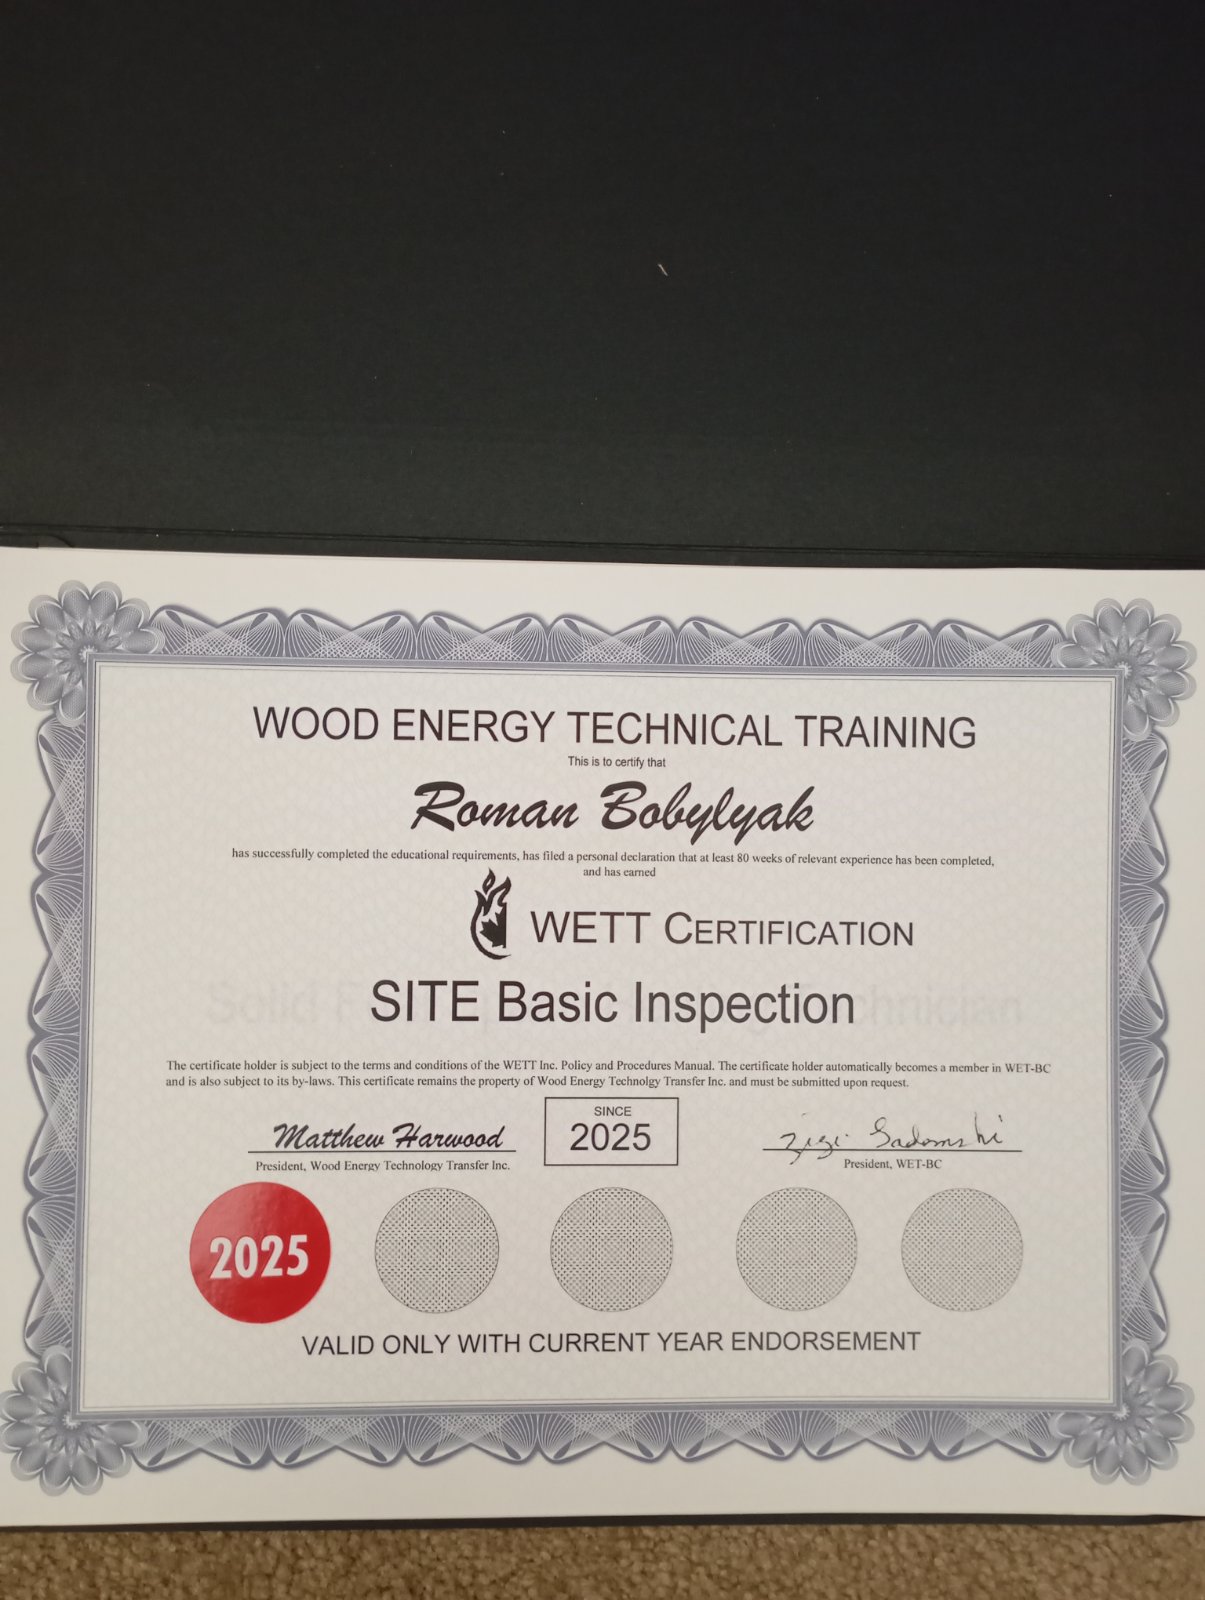 WOOD ENERGY TECHNICAL TRAINING
This is to certify that
Roman Bobylyak
has successfully completed the educational requirements, has filed a personal declaration that at least 80 weeks of relevant experience has been completed,
and has earned
WETT CERTIFICATION
SITE Basic Inspection
The certificate holder is subject to the terms and conditions of the WETT Inc. Policy and Procedures Manual. The certificate holder automatically becomes a member in WET-BC
and is also subject to its by-laws. This certificate remains the property of Wood Energy Technolgy Transfer Inc. and must be submitted upon request.
SINCE
2025
Matthew Harwood
President, Wood Energy Technology Transfer Inc.
President, WET-BC
2025
VALID ONLY WITH CURRENT YEAR ENDORSEMENT